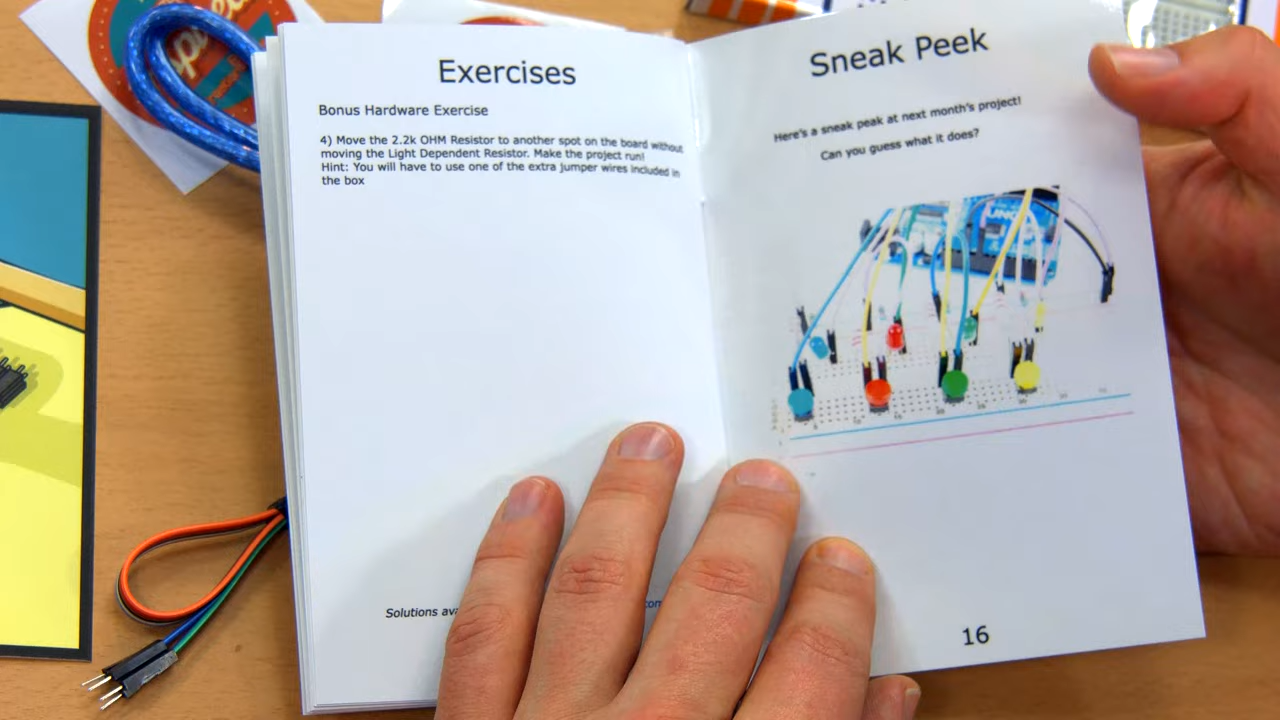 Exercises
Bonus Hardware Exercise
4) Move the 2.2k OHM Resistor to another spot on the board without
moving the Light Dependent Resistor. Make the project run!
Hint: You will have to use one of the extra jumper wires included in
the box
Solutions
Sneak Peek
Here's a sneak peak at next month's project!
Can you guess what it does?
UNO
16